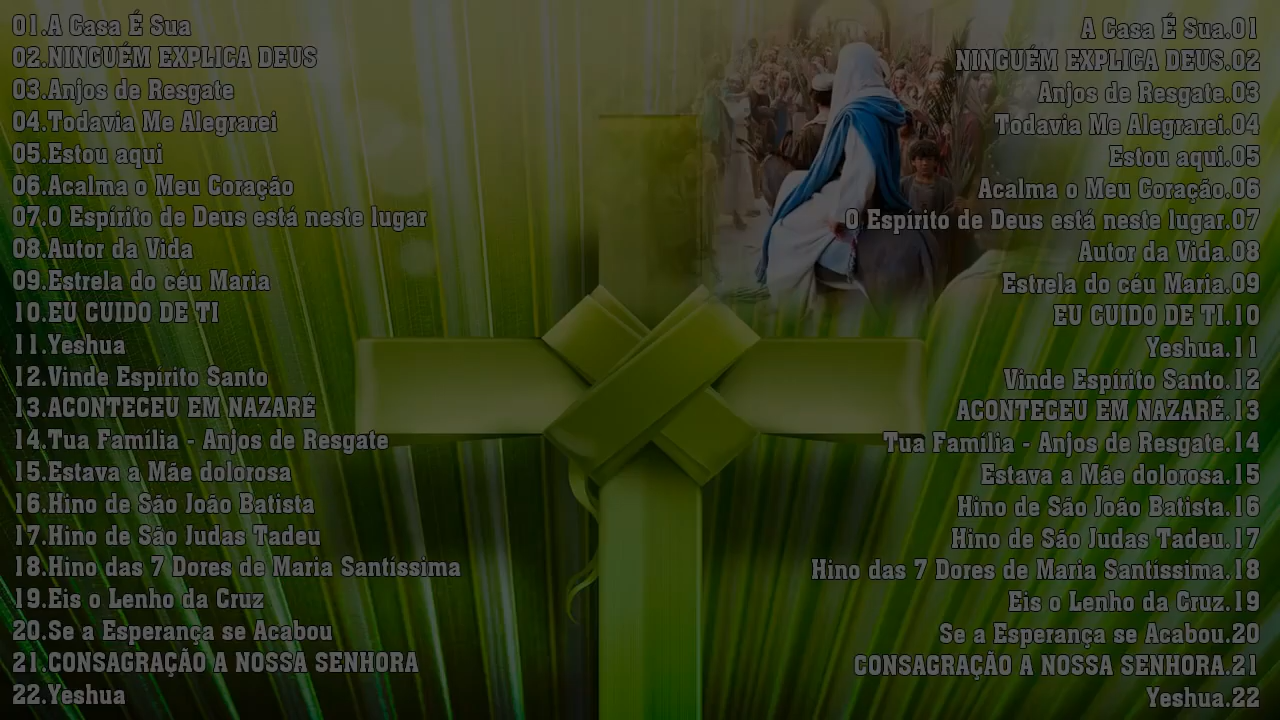 01.A Casa É Sua
02.NINGUÉM EXPLICA DEUS
03.Anjos de Resgate
04.Todavia Me Alegrarei
05.Estou aqui
06.Acalma o Meu Coração
07.O Espírito de Deus está neste lugar
08.Autor da Vida
09.Estrela do céu Maria
10.EU CUIDO DE TI
11.Yeshua
12.Vinde Espírito Santo
13.ACONTECEU EM NAZARÉ
14.Tua Família - Anjos de Resgate
15.Estava a Mãe dolorosa
16.Hino de São João Batista
17.Hino de São Judas Tadeu
18.Hino das 7 Dores de Maria Santíssima
19.Eis o Lenho da Cruz
20.Se a Esperança se Acabou
21.CONSAGRAÇÃO A NOSSA SENHORA
22.Yeshua
A Casa É Sua.01
NINGUÉM EXPLICA DEUS.02
Anjos de Resgate.03
Todavia Me Alegrarei.04
Estou aqui.05
Acalma o Meu Coração.06
O Espírito de Deus está neste lugar.07
Autor da Vida.08
Estrela do céu Maria.09
EU CUIDO DE TI.10
Yeshua.11
Vinde Espírito Santo.12
ACONTECEU EM NAZARÉ.13
Tua Família - Anjos de Resgate.14
Estava a Mãe dolorosa.15
Hino de São João Batista.16
Hino de São Judas Tadeu.17
Hino das 7 Dores de Maria Santíssima.18
Eis o Lenho da Cruz.19
Se a Esperança se Acabou.20
CONSAGRAÇÃO A NOSSA SENHORA.21
Yeshua.22